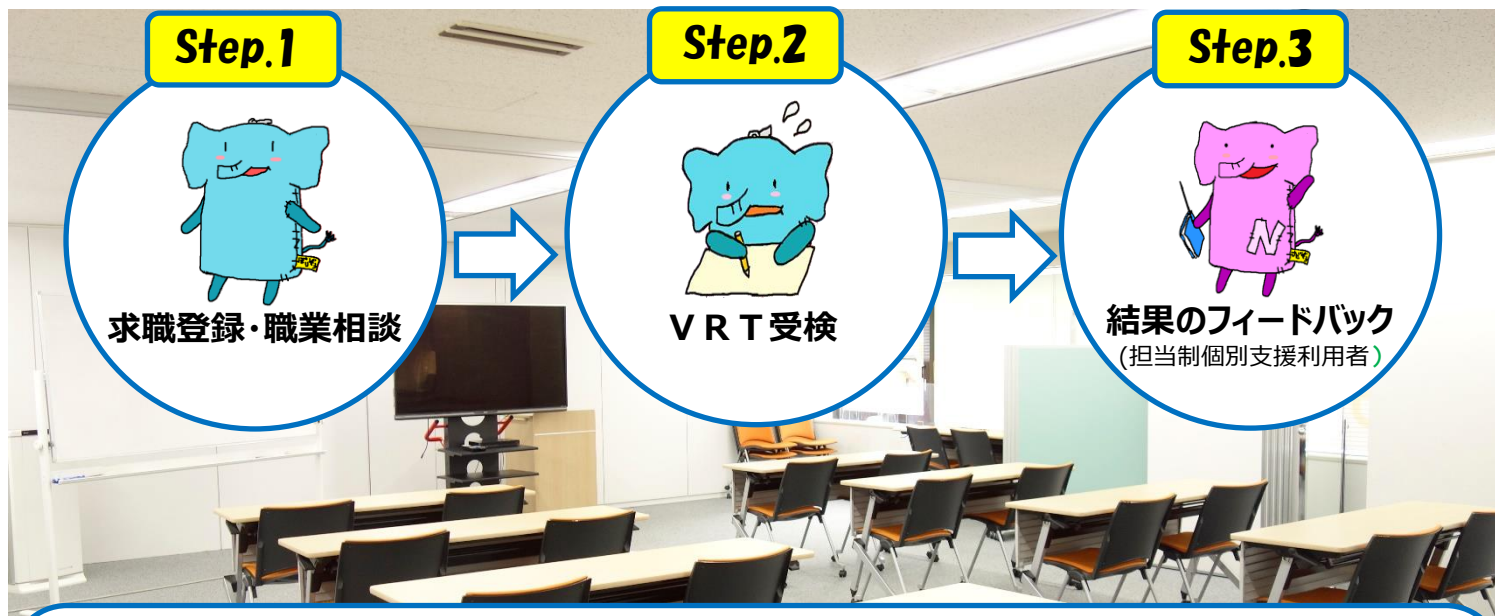 Step.1
Step.2
Step.3
求職登録・職業相談
ＶＲＴ受検
結果のフィードバック
(担当制個別支援利用者）
N